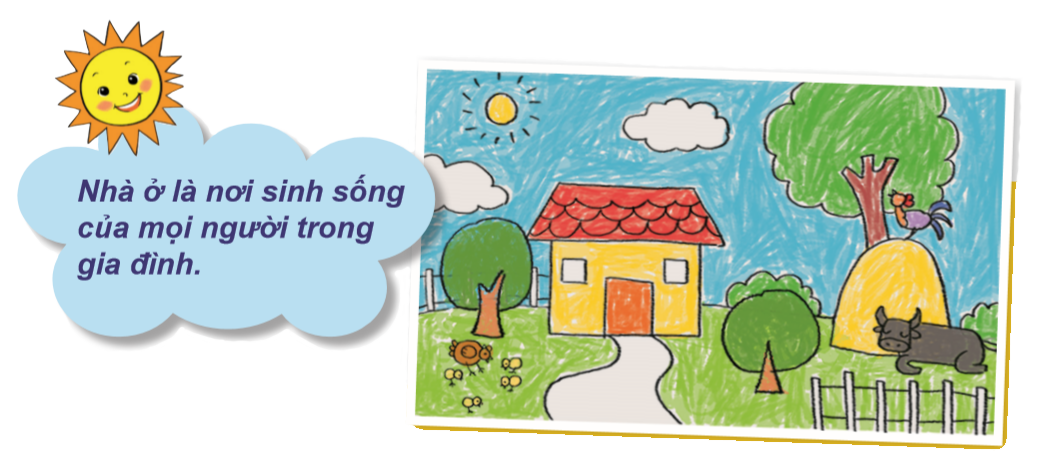 Nhà ở là nơi sinh sống
của mọi người trong
gia đình.